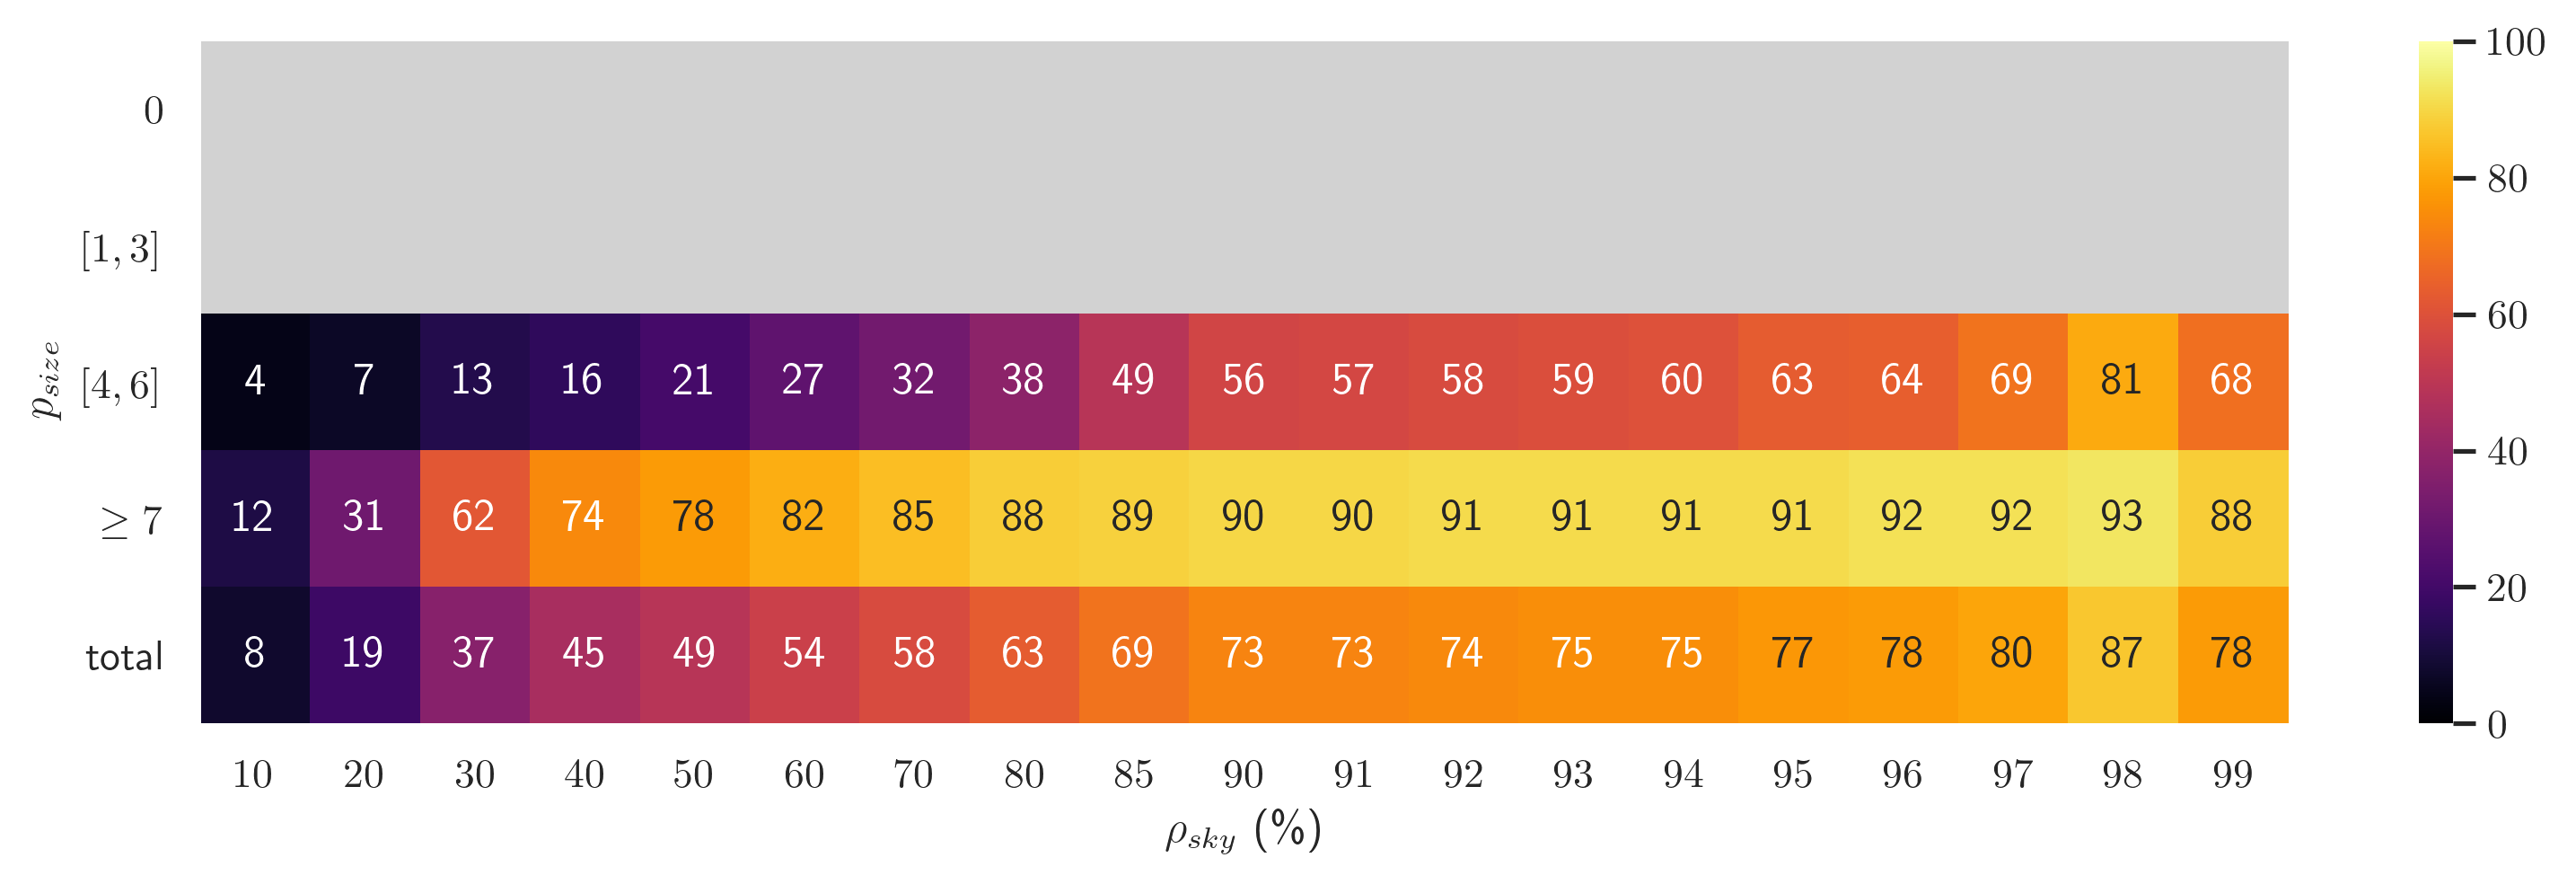 0
[1, 3]
[4, 6] 4 7 13 16 21 27 32 38 49 56 57 58 59 60 63 64 69 81 68
≥ 7 12 31 62 74 78 82 85 88 89 90 90 91 91 91 91 92 92 93 88
total 8 19 37 45 49 54 58 63 69 73 73 74 75 75 77 78 80 87 78
10 20 30 40 50 60 70 80 85 90 91 92 93 94 95 96 97 98 99
ρsky (%)
psize
100
80
60
40
20
0